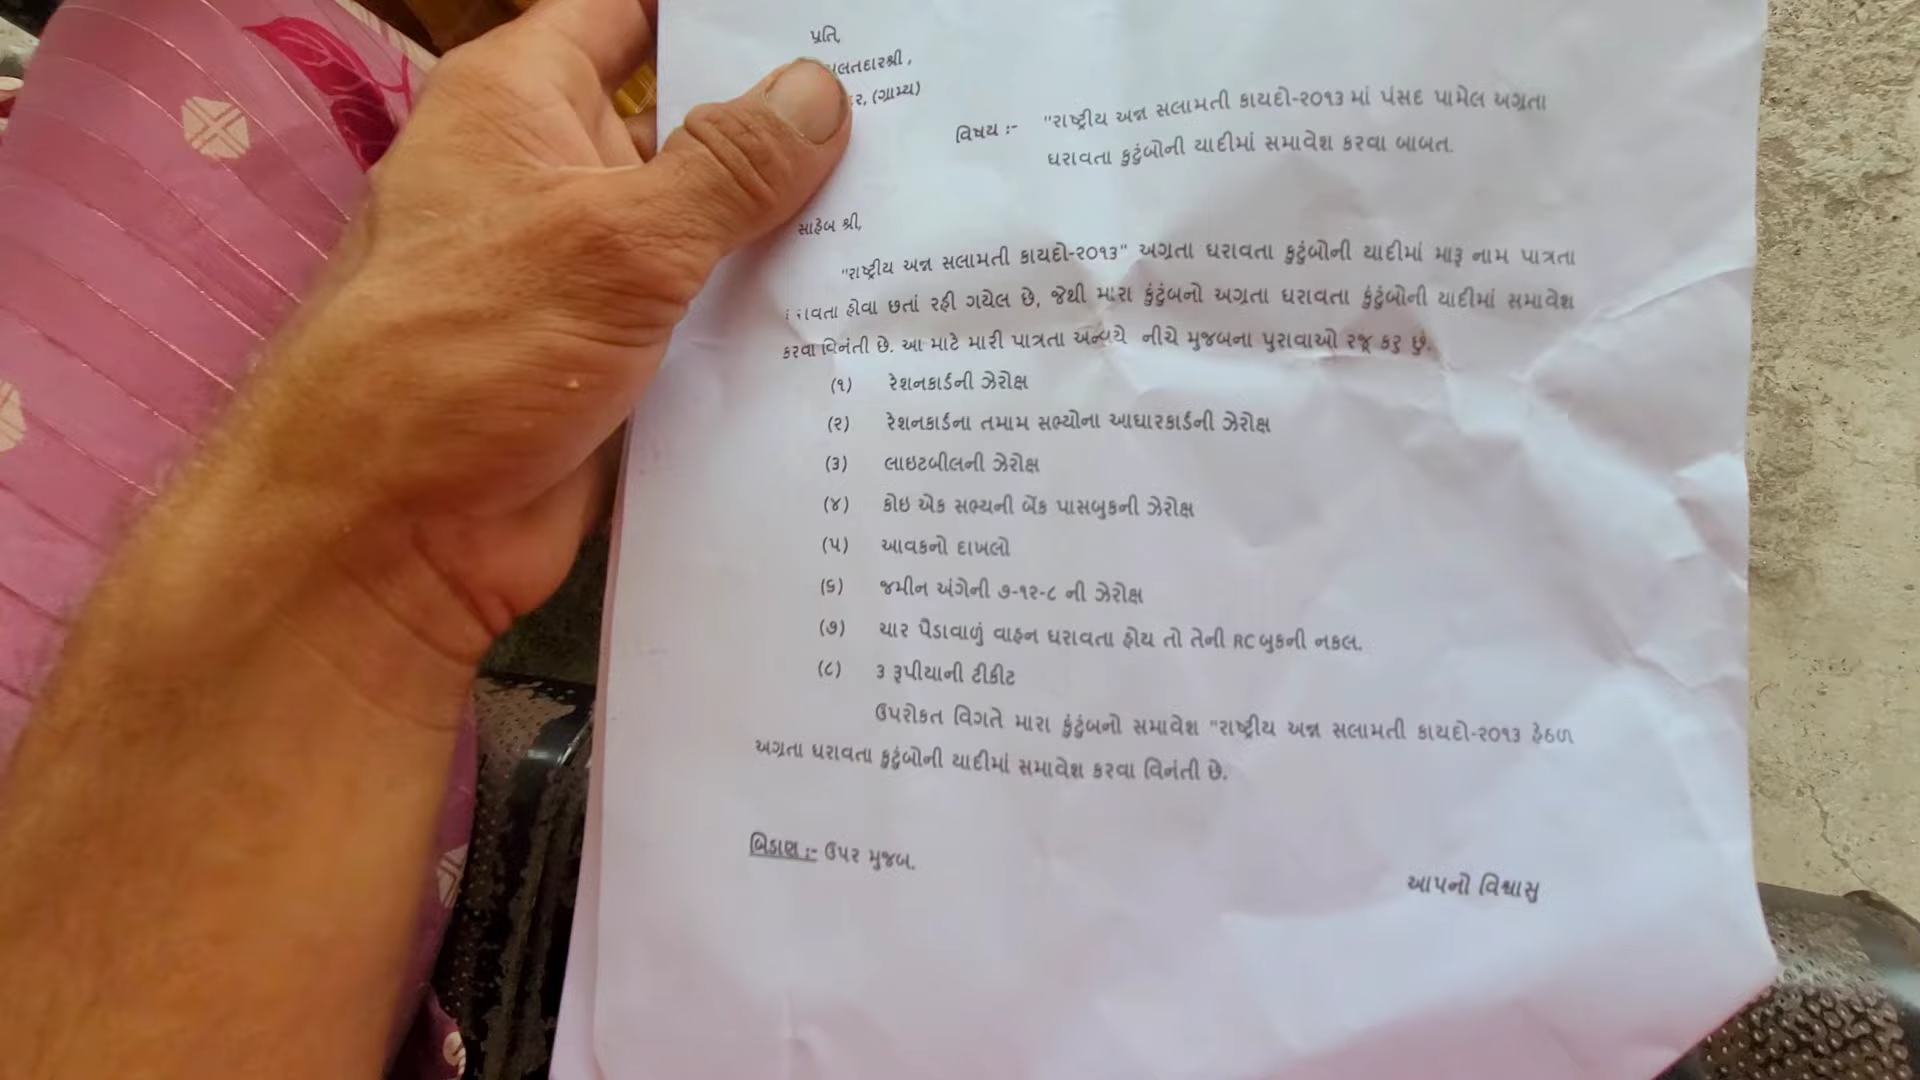 પ્રતિ,
મલતદારશ્રી,
ર, (ગ્રામ્ય)
વિષય :- "રાષ્ટ્રીય અન્ન સલામતી કાયદો-૨૦૧૩ માં પંસદ પામેલ અગ્રતા
ધરાવતા કુટુંબોની યાદીમાં સમાવેશ કરવા બાબત.
સાહેબ શ્રી,
"રાષ્ટ્રીય અન્ન સલામતી કાયદો-૨૦૧૩" અગ્રતા ધરાવતા કુટુંબોની યાદીમાં મારૂ નામ પાત્રતા
ધરાવતા હોવા છતાં રહી ગયેલ છે, જેથી મારા કુંટુંબનો અગ્રતા ધરાવતા કુંટુંબોની યાદીમાં સમાવેશ
કરવા વિનંતી છે. આ માટે મારી પાત્રતા અન્વયે નીચે મુજબના પુરાવાઓ રજૂ કરુ છું.
(૧) રેશનકાર્ડની ઝેરોક્ષ
(૨) રેશનકાર્ડના તમામ સભ્યોના આધારકાર્ડની ઝેરોક્ષ
(૩) લાઇટબીલની ઝેરોક્ષ
(૪) કોઇ એક સભ્યની બેંક પાસબુકની ઝેરોક્ષ
(૫) આવકનો દાખલો
(૬) જમીન અંગેની ૭-૧૨-૮ ની ઝેરોક્ષ
(૭) ચાર પૈડાવાળું વાહન ધરાવતા હોય તો તેની RC બુકની નકલ.
(૮) ૩ રૂપીયાની ટીકીટ
ઉપરોકત વિગતે મારા કુંટુંબનો સમાવેશ "રાષ્ટ્રીય અન્ન સલામતી કાયદો-૨૦૧૩ હેઠળ
અગ્રતા ધરાવતા કુટુંબોની યાદીમાં સમાવેશ કરવા વિનંતી છે.
બિડાણ :- ઉપર મુજબ.
આપનો વિશ્વાસુ